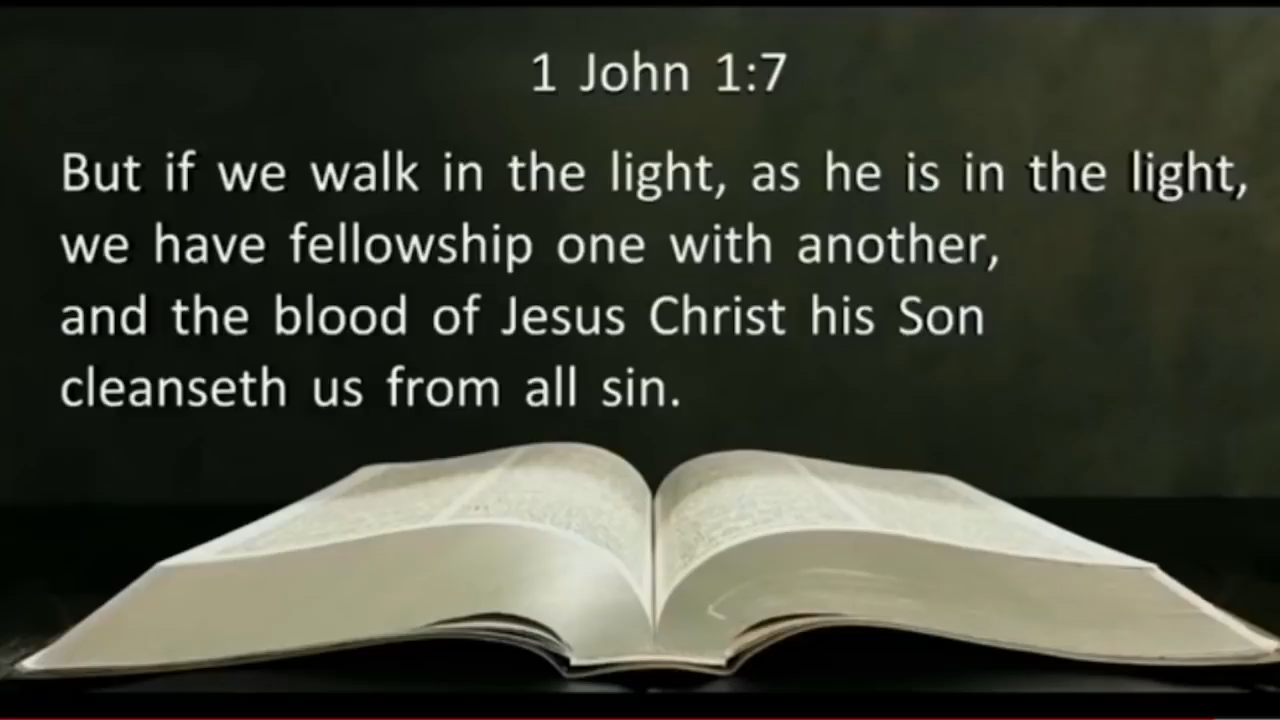 1 John 1:7
But if we walk in the light, as he is in the light,
we have fellowship one with another,
and the blood of Jesus Christ his Son
cleanseth us from all sin.